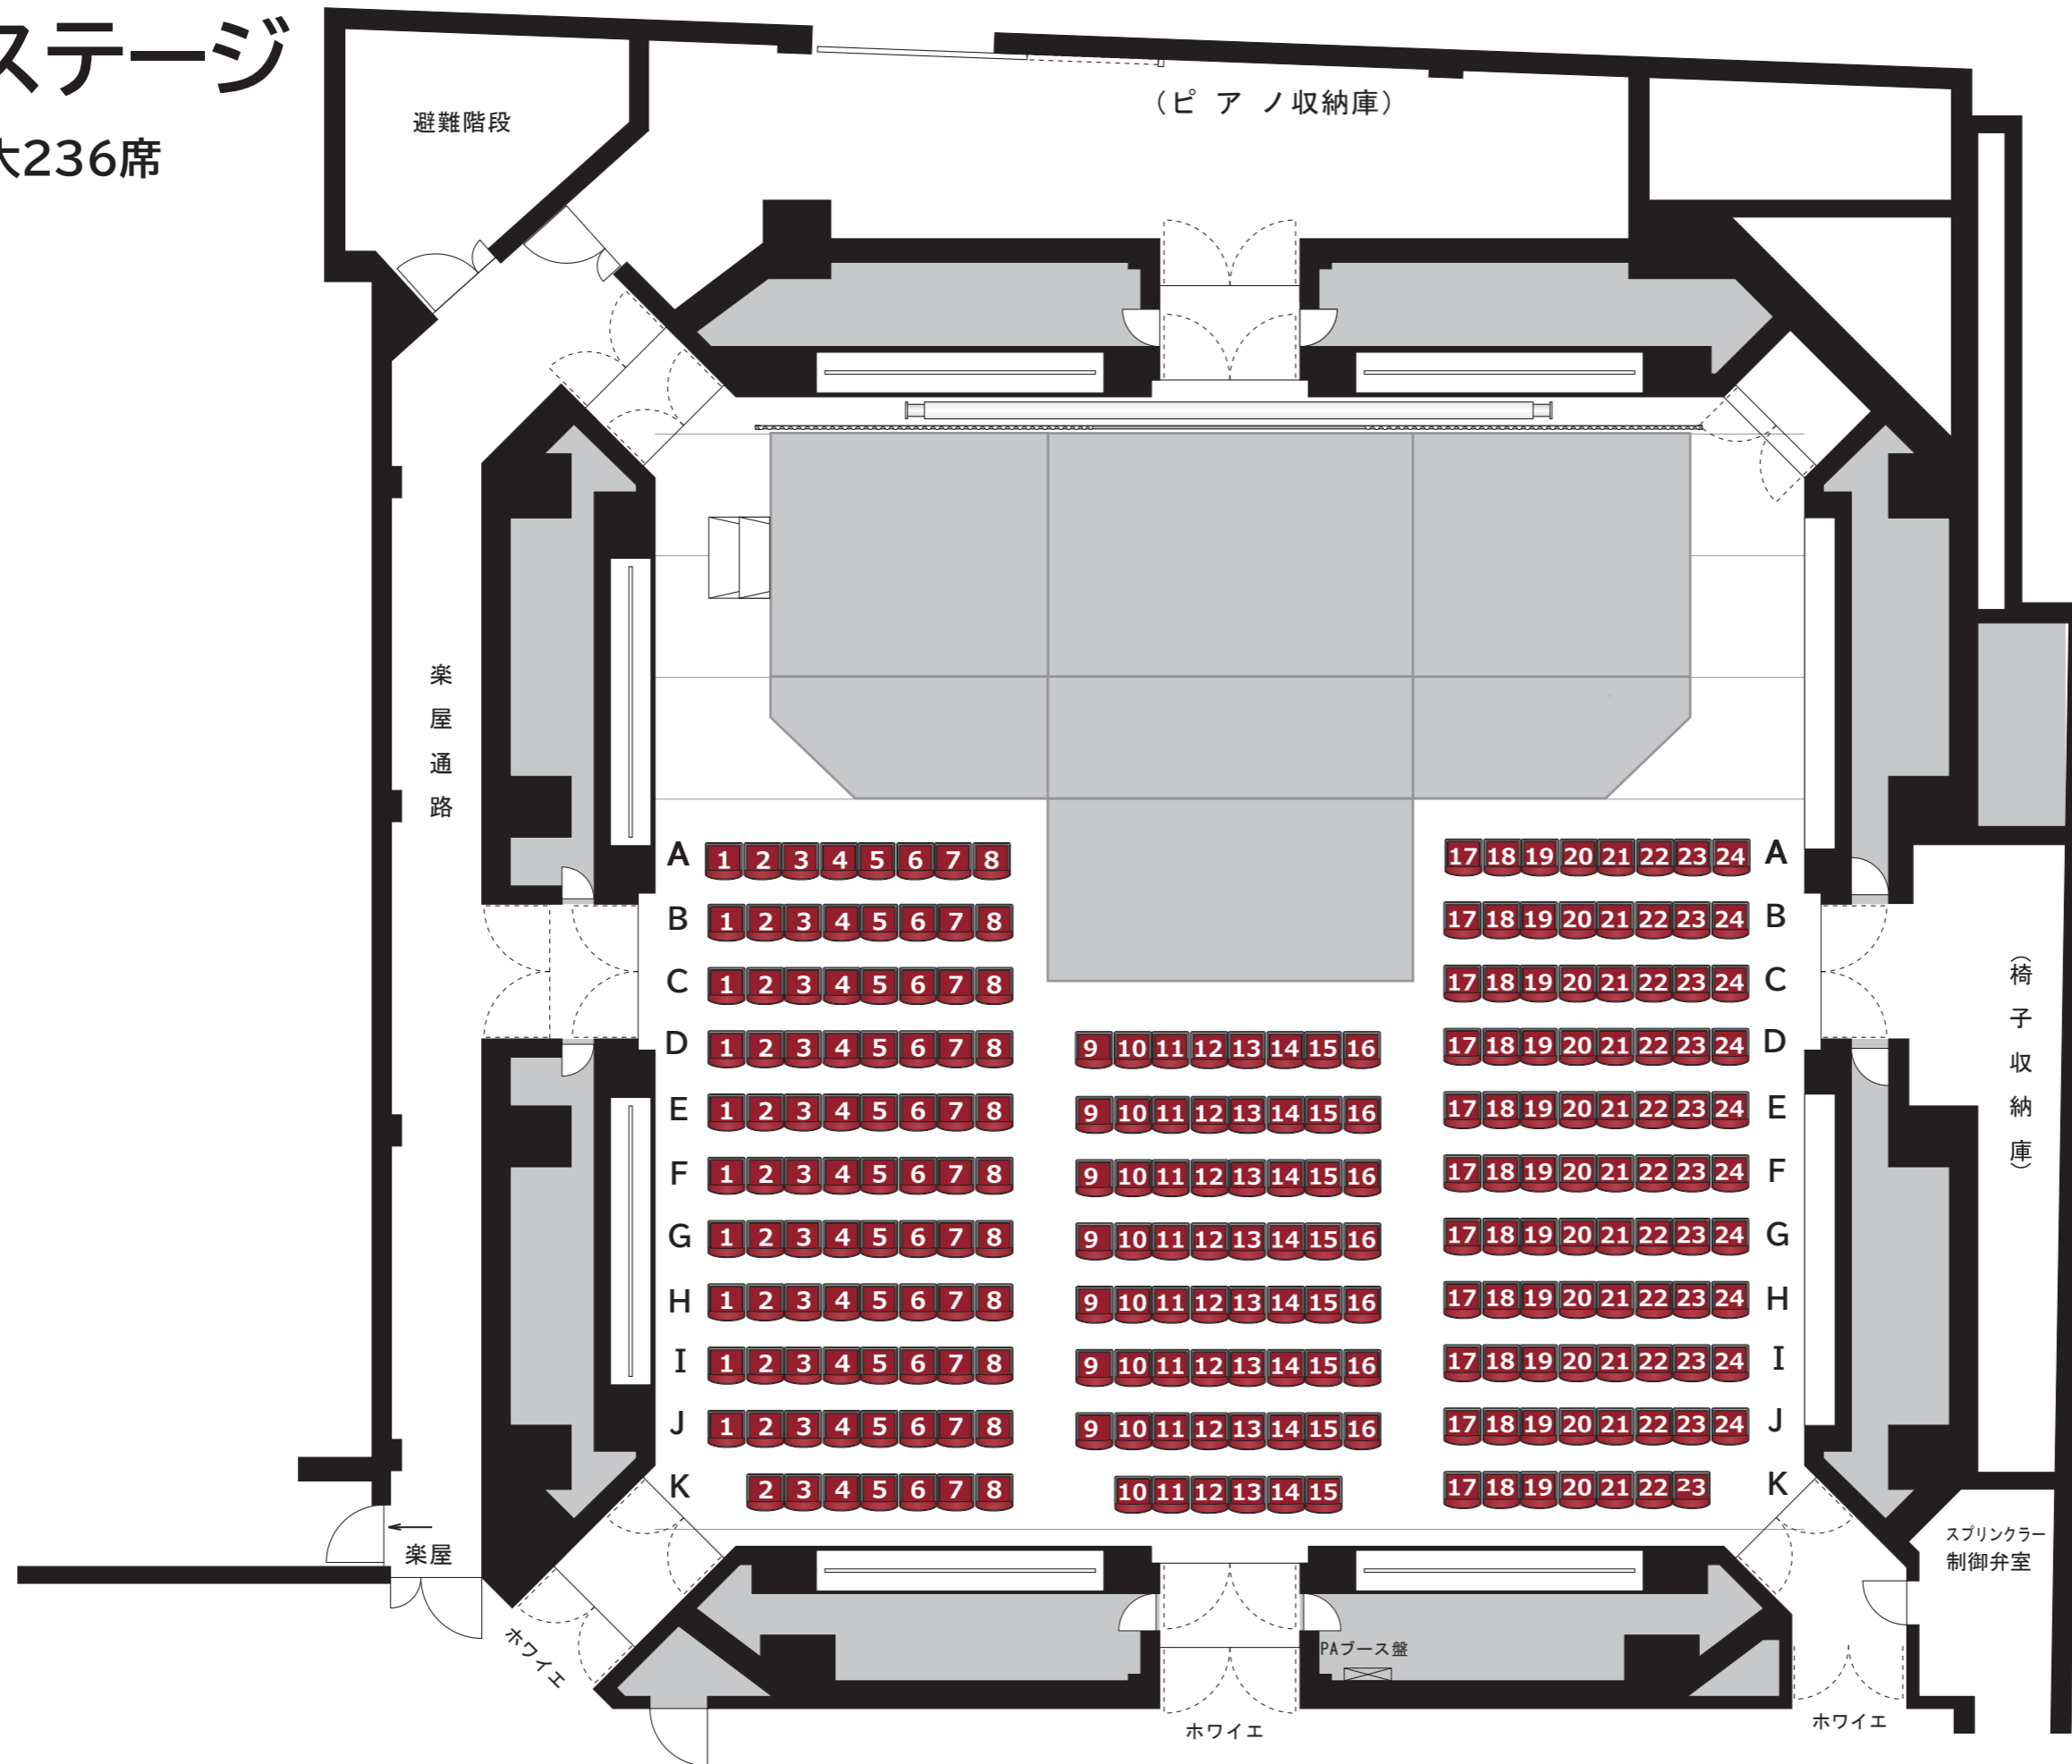 ステージ
大236席
避難階段
（ピ ア ノ収納庫）
楽屋通路
A 1 2 3 4 5 6 7 8 17 18 19 20 21 22 23 24 A
B 1 2 3 4 5 6 7 8 17 18 19 20 21 22 23 24 B
C 1 2 3 4 5 6 7 8 17 18 19 20 21 22 23 24 C
D 1 2 3 4 5 6 7 8 9 10 11 12 13 14 15 16 17 18 19 20 21 22 23 24 D
E 1 2 3 4 5 6 7 8 9 10 11 12 13 14 15 16 17 18 19 20 21 22 23 24 E
F 1 2 3 4 5 6 7 8 9 10 11 12 13 14 15 16 17 18 19 20 21 22 23 24 F
G 1 2 3 4 5 6 7 8 9 10 11 12 13 14 15 16 17 18 19 20 21 22 23 24 G
H 1 2 3 4 5 6 7 8 9 10 11 12 13 14 15 16 17 18 19 20 21 22 23 24 H
I 1 2 3 4 5 6 7 8 9 10 11 12 13 14 15 16 17 18 19 20 21 22 23 24 I
J 1 2 3 4 5 6 7 8 9 10 11 12 13 14 15 16 17 18 19 20 21 22 23 24 J
K 2 3 4 5 6 7 8 10 11 12 13 14 15 17 18 19 20 21 22 23 K
（椅子収納庫）
楽屋
スプリンクラー
制御弁室
ホワイエ
PAブース盤
ホワイエ
ホワイエ